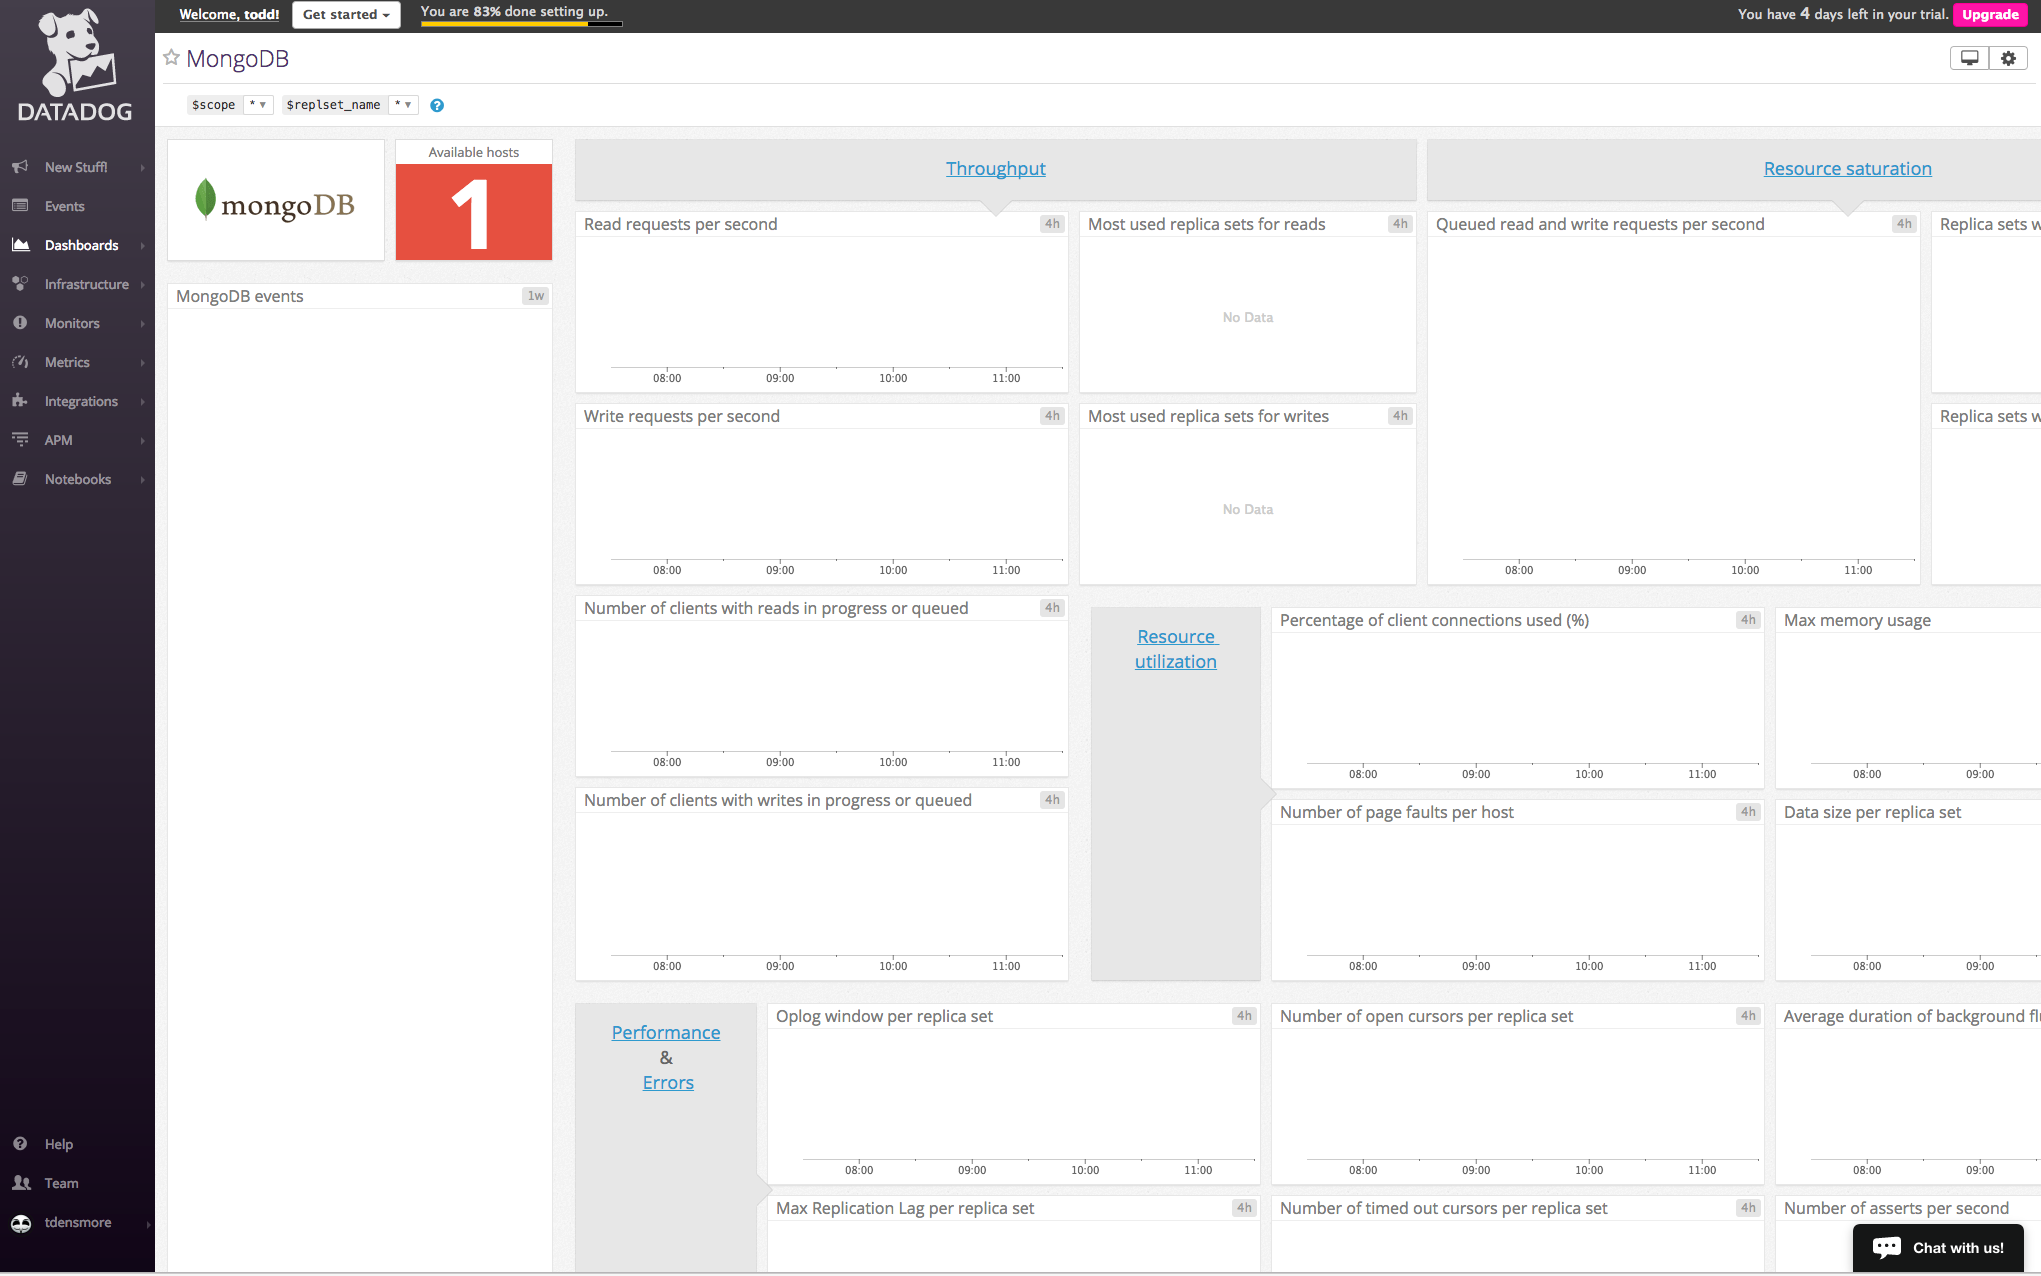 DATADOG
New Stuff!
Events
Dashboards
Infrastructure
Monitors
Metrics
Integrations
APM
Notebooks
Help
Team
tdensmore
Welcome, todd!
Get started
You are 83% done setting up.
You have 4 days left in your trial.
Upgrade
MongoDB
$scope * $replset_name * ?
mongoDB
Available hosts
1
MongoDB events 1w
Throughput
Resource saturation
Read requests per second 4h
08:00 09:00 10:00 11:00
Most used replica sets for reads 4h
No Data
Queued read and write requests per second 4h
08:00 09:00 10:00 11:00
Replica sets w
Write requests per second 4h
08:00 09:00 10:00 11:00
Most used replica sets for writes 4h
No Data
Replica sets w
Number of clients with reads in progress or queued 4h
08:00 09:00 10:00 11:00
Number of clients with writes in progress or queued 4h
08:00 09:00 10:00 11:00
Resource
utilization
Percentage of client connections used (%) 4h
08:00 09:00 10:00 11:00
Max memory usage
08:00 09:00
Number of page faults per host 4h
08:00 09:00 10:00 11:00
Data size per replica set
08:00 09:00
Performance
&
Errors
Oplog window per replica set 4h
08:00 09:00 10:00 11:00
Number of open cursors per replica set 4h
08:00 09:00 10:00 11:00
Average duration of background fl
08:00 09:00
Max Replication Lag per replica set 4h
Number of timed out cursors per replica set 4h
Number of asserts per second
Chat with us!